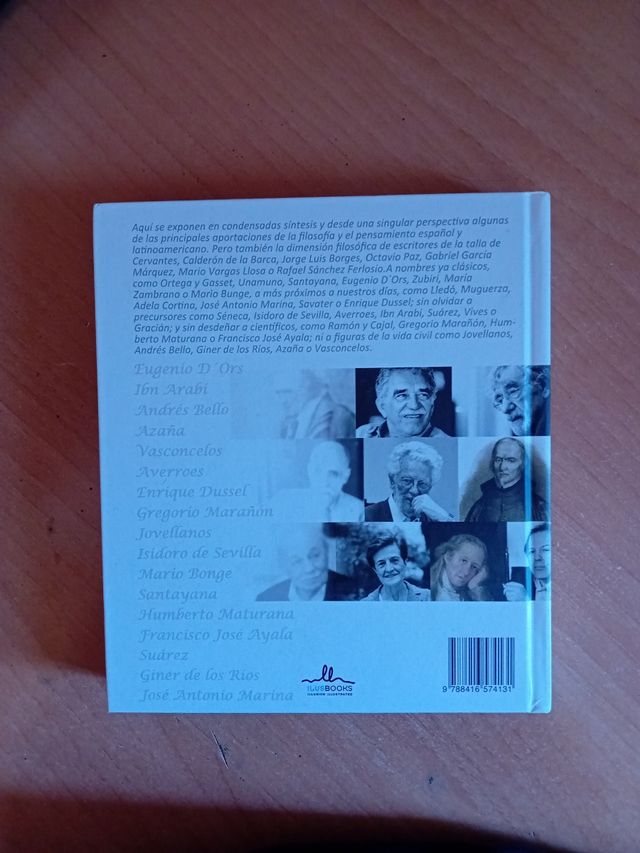 Aquí se exponen en condensadas síntesis y desde una singular perspectiva algunas
de las principales aportaciones de la filosofía y el pensamiento español y
latinoamericano. Pero también la dimensión filosófica de escritores de la talla de
Cervantes, Calderón de la Barca, Jorge Luis Borges, Octavio Paz, Gabriel García
Márquez, Mario Vargas Llosa o Rafael Sánchez Ferlosio.A nombres ya clásicos,
como Ortega y Gasset, Unamuno, Santayana, Eugenio D´Ors, Zubiri, María
Zambrano o Mario Bunge, a más próximos a nuestros días, como Lledó, Muguerza,
Adela Cortina, José Antonio Marina, Savater o Enrique Dussel; sin olvidar a
precursores como Séneca, Isidoro de Sevilla, Averroes, Ibn Arabí, Suárez, Vives o
Gracián; y sin desdeñar a científicos, como Ramón y Cajal, Gregorio Marañón, Hum-
berto Maturana o Francisco José Ayala; ni a figuras de la vida civil como Jovellanos,
Andrés Bello, Giner de los Ríos, Azaña o Vasconcelos.
Eugenio D´Ors
Ibn Arabí
Andrés Bello
Azaña
Vasconcelos
Averroes
Enrique Dussel
Gregorio Marañón
Jovellanos
Isidoro de Sevilla
Mario Bonge
Santayana
Humberto Maturana
Francisco José Ayala
Suárez
Giner de los Ríos
José Antonio Marina
ILUSBOOKS
ILLUSION ILLUSTRATED
9 788416 574131